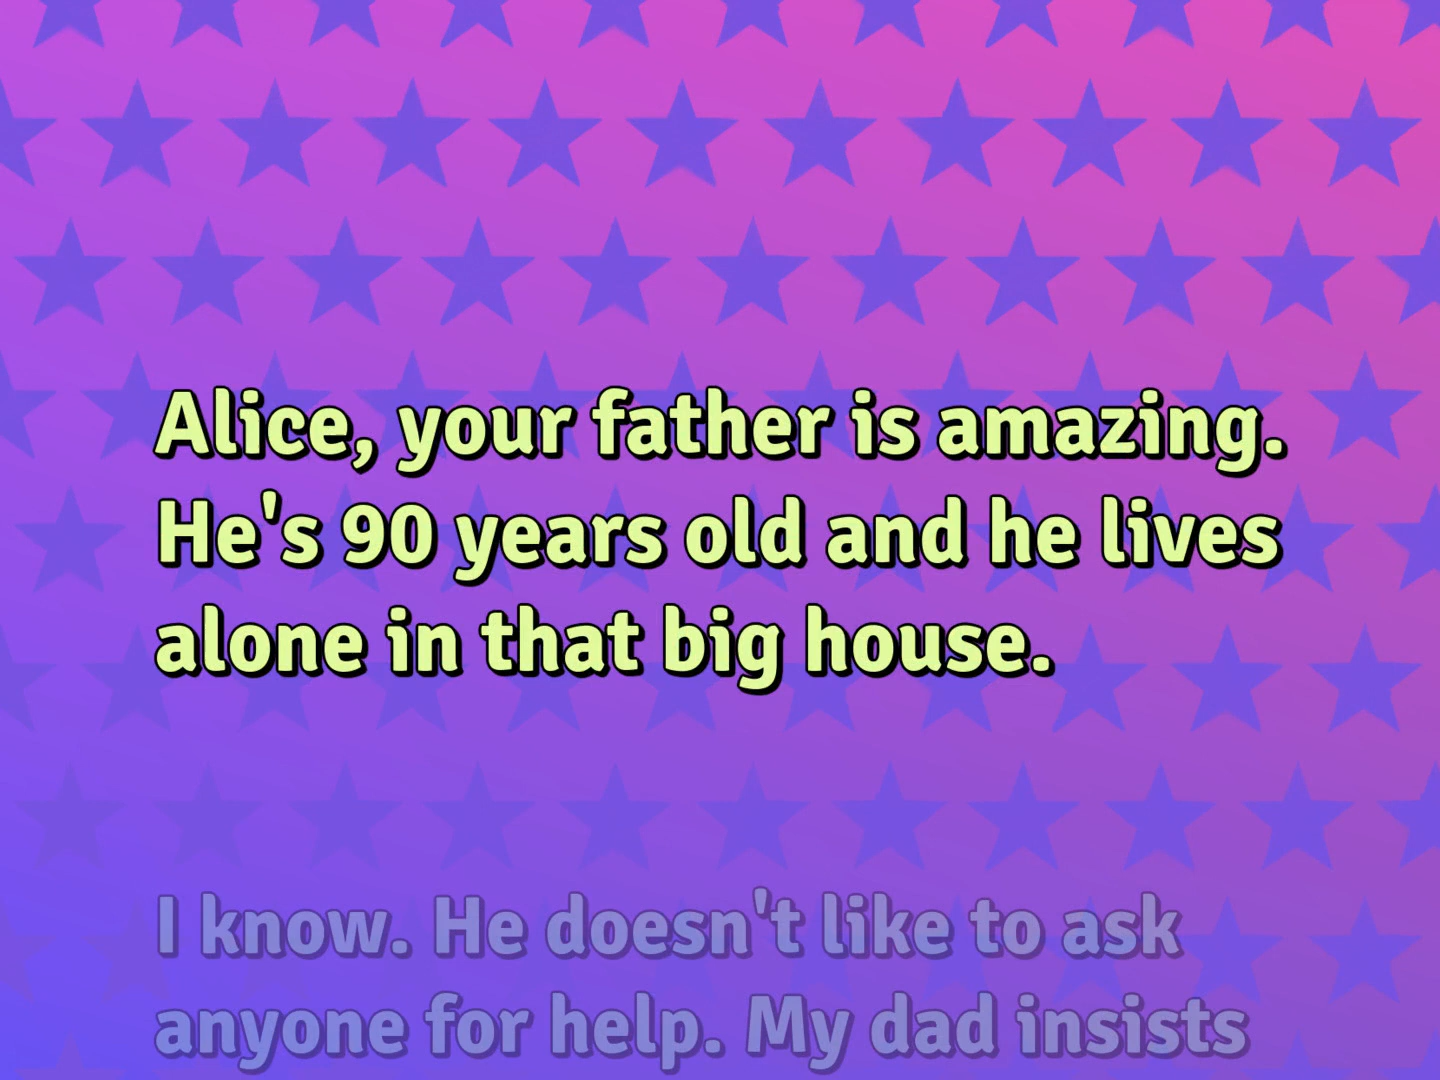 Alice, your father is amazing.
He's 90 years old and he lives
alone in that big house.
I know. He doesn't like to ask
anyone for help. My dad insists